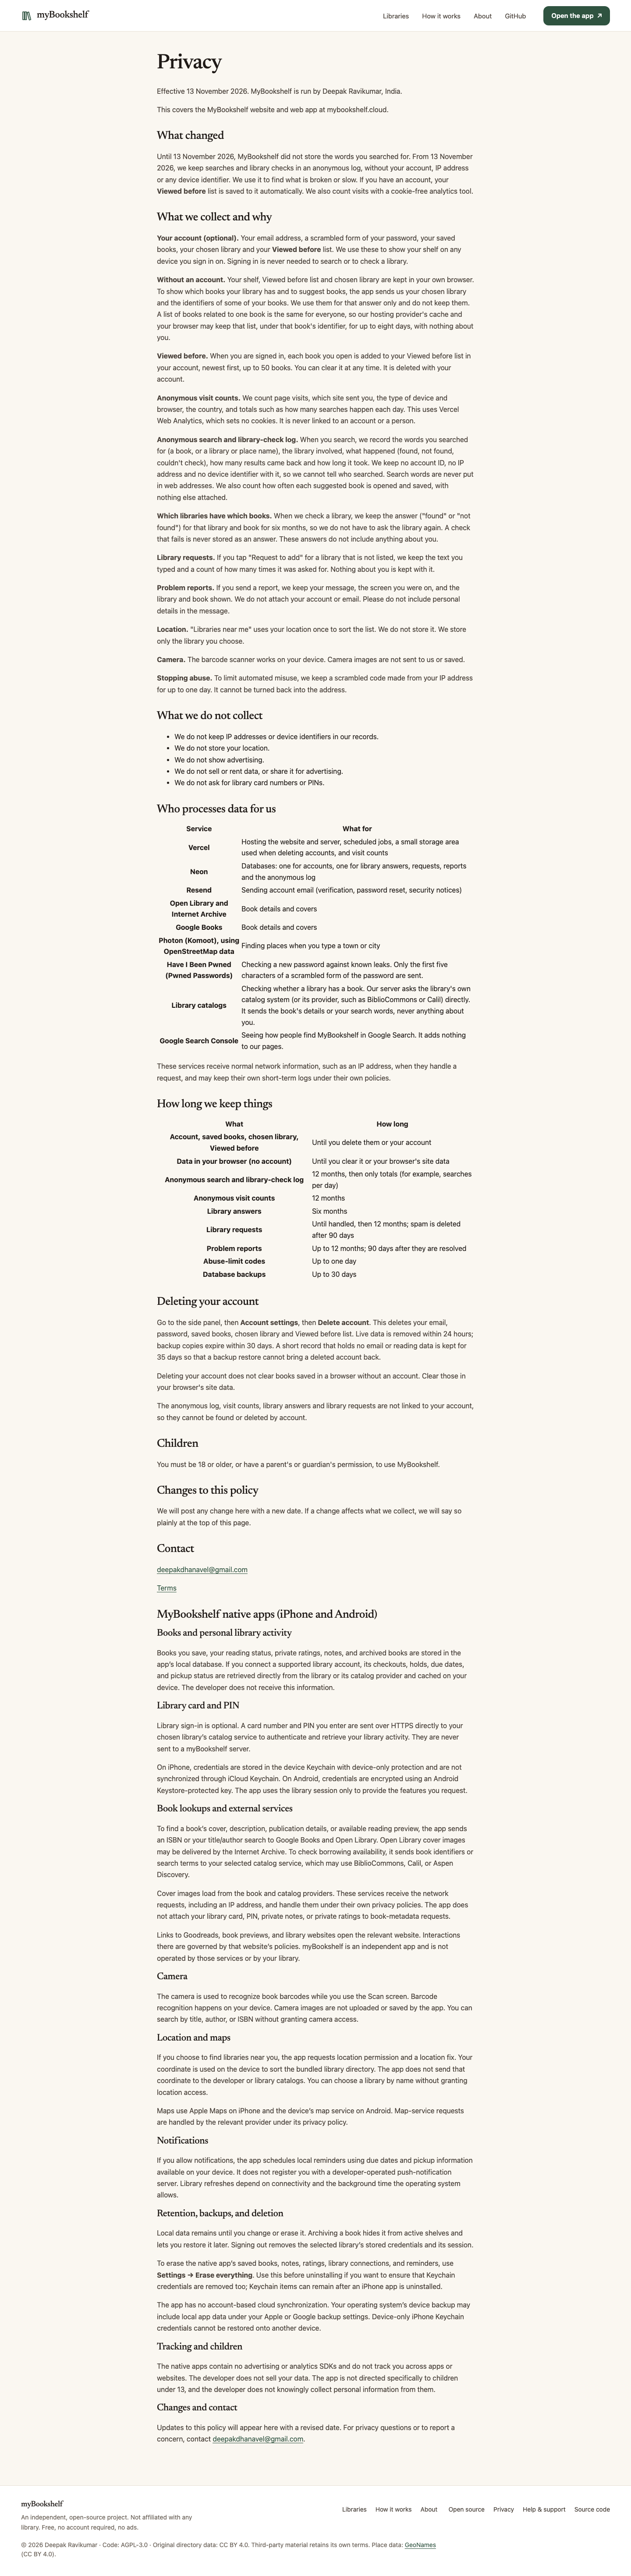 myBookshelf
Libraries How it works About GitHub Open the app ↗
Privacy
Effective 13 November 2026. MyBookshelf is run by Deepak Ravikumar, India.
This covers the MyBookshelf website and web app at mybookshelf.cloud.
What changed
Until 13 November 2026, MyBookshelf did not store the words you searched for. From 13 November
2026, we keep searches and library checks in an anonymous log, without your account, IP address
or any device identifier. We use it to find what is broken or slow. If you have an account, your
Viewed before list is saved to it automatically. We also count visits with a cookie-free analytics tool.
What we collect and why
Your account (optional). Your email address, a scrambled form of your password, your saved
books, your chosen library and your Viewed before list. We use these to show your shelf on any
device you sign in on. Signing in is never needed to search or to check a library.
Without an account. Your shelf, Viewed before list and chosen library are kept in your own browser.
To show which books your library has and to suggest books, the app sends us your chosen library
and the identifiers of some of your books. We use them for that answer only and do not keep them.
A list of books related to one book is the same for everyone, so our hosting provider's cache and
your browser may keep that list, under that book's identifier, for up to eight days, with nothing about
you.
Viewed before. When you are signed in, each book you open is added to your Viewed before list in
your account, newest first, up to 50 books. You can clear it at any time. It is deleted with your
account.
Anonymous visit counts. We count page visits, which site sent you, the type of device and
browser, the country, and totals such as how many searches happen each day. This uses Vercel
Web Analytics, which sets no cookies. It is never linked to an account or a person.
Anonymous search and library-check log. When you search, we record the words you searched
for (a book, or a library or place name), the library involved, what happened (found, not found,
couldn't check), how many results came back and how long it took. We keep no account ID, no IP
address and no device identifier with it, so we cannot tell who searched. Search words are never put
in web addresses. We also count how often each suggested book is opened and saved, with
nothing else attached.
Which libraries have which books. When we check a library, we keep the answer ("found" or "not
found") for that library and book for six months, so we do not have to ask the library again. A check
that fails is never stored as an answer. These answers do not include anything about you.
Library requests. If you tap "Request to add" for a library that is not listed, we keep the text you
typed and a count of how many times it was asked for. Nothing about you is kept with it.
Problem reports. If you send a report, we keep your message, the screen you were on, and the
library and book shown. We do not attach your account or email. Please do not include personal
details in the message.
Location. "Libraries near me" uses your location once to sort the list. We do not store it. We store
only the library you choose.
Camera. The barcode scanner works on your device. Camera images are not sent to us or saved.
Stopping abuse. To limit automated misuse, we keep a scrambled code made from your IP address
for up to one day. It cannot be turned back into the address.
What we do not collect
• We do not keep IP addresses or device identifiers in our records.
• We do not store your location.
• We do not show advertising.
• We do not sell or rent data, or share it for advertising.
• We do not ask for library card numbers or PINs.
Who processes data for us
Service What for
Vercel Hosting the website and server, scheduled jobs, a small storage area
used when deleting accounts, and visit counts
Neon Databases: one for accounts, one for library answers, requests, reports
and the anonymous log
Resend Sending account email (verification, password reset, security notices)
Open Library and
Internet Archive Book details and covers
Google Books Book details and covers
Photon (Komoot), using
OpenStreetMap data Finding places when you type a town or city
Have I Been Pwned
(Pwned Passwords) Checking a new password against known leaks. Only the first five
characters of a scrambled form of the password are sent.
Library catalogs Checking whether a library has a book. Our server asks the library's own
catalog system (or its provider, such as BiblioCommons or Calil) directly.
It sends the book's details or your search words, never anything about
you.
Google Search Console Seeing how people find MyBookshelf in Google Search. It adds nothing
to our pages.
These services receive normal network information, such as an IP address, when they handle a
request, and may keep their own short-term logs under their own policies.
How long we keep things
What How long
Account, saved books, chosen library,
Viewed before Until you delete them or your account
Data in your browser (no account) Until you clear it or your browser's site data
Anonymous search and library-check log 12 months, then only totals (for example, searches
per day)
Anonymous visit counts 12 months
Library answers Six months
Library requests Until handled, then 12 months; spam is deleted
after 90 days
Problem reports Up to 12 months; 90 days after they are resolved
Abuse-limit codes Up to one day
Database backups Up to 30 days
Deleting your account
Go to the side panel, then Account settings, then Delete account. This deletes your email,
password, saved books, chosen library and Viewed before list. Live data is removed within 24 hours;
backup copies expire within 30 days. A short record that holds no email or reading data is kept for
35 days so that a backup restore cannot bring a deleted account back.
Deleting your account does not clear books saved in a browser without an account. Clear those in
your browser's site data.
The anonymous log, visit counts, library answers and library requests are not linked to your account,
so they cannot be found or deleted by account.
Children
You must be 18 or older, or have a parent's or guardian's permission, to use MyBookshelf.
Changes to this policy
We will post any change here with a new date. If a change affects what we collect, we will say so
plainly at the top of this page.
Contact
deepakdhanavel@gmail.com
Terms
MyBookshelf native apps (iPhone and Android)
Books and personal library activity
Books you save, your reading status, private ratings, notes, and archived books are stored in the
app's local database. If you connect a supported library account, its checkouts, holds, due dates,
and pickup status are retrieved directly from the library or its catalog provider and cached on your
device. The developer does not receive this information.
Library card and PIN
Library sign-in is optional. A card number and PIN you enter are sent over HTTPS directly to your
chosen library's catalog service to authenticate and retrieve your library activity. They are never
sent to a myBookshelf server.
On iPhone, credentials are stored in the device Keychain with device-only protection and are not
synchronized through iCloud Keychain. On Android, credentials are encrypted using an Android
Keystore-protected key. The app uses the library session only to provide the features you request.
Book lookups and external services
To find a book's cover, description, publication details, or available reading preview, the app sends
an ISBN or your title/author search to Google Books and Open Library. Open Library cover images
may be delivered by the Internet Archive. To check borrowing availability, it sends book identifiers or
search terms to your selected catalog service, which may use BiblioCommons, Calil, or Aspen
Discovery.
Cover images load from the book and catalog providers. These services receive the network
requests, including an IP address, and handle them under their own privacy policies. The app does
not attach your library card, PIN, private notes, or private ratings to book-metadata requests.
Links to Goodreads, book previews, and library websites open the relevant website. Interactions
there are governed by that website's policies. myBookshelf is an independent app and is not
operated by those services or by your library.
Camera
The camera is used to recognize book barcodes while you use the Scan screen. Barcode
recognition happens on your device. Camera images are not uploaded or saved by the app. You can
search by title, author, or ISBN without granting camera access.
Location and maps
If you choose to find libraries near you, the app requests location permission and a location fix. Your
coordinate is used on the device to sort the bundled library directory. The app does not send that
coordinate to the developer or library catalogs. You can choose a library by name without granting
location access.
Maps use Apple Maps on iPhone and the device's map service on Android. Map-service requests
are handled by the relevant provider under its privacy policy.
Notifications
If you allow notifications, the app schedules local reminders using due dates and pickup information
available on your device. It does not register you with a developer-operated push-notification
server. Library refreshes depend on connectivity and the background time the operating system
allows.
Retention, backups, and deletion
Local data remains until you change or erase it. Archiving a book hides it from active shelves and
lets you restore it later. Signing out removes the selected library's stored credentials and its session.
To erase the native app's saved books, notes, ratings, library connections, and reminders, use
Settings → Erase everything. Use this before uninstalling if you want to ensure that Keychain
credentials are removed too; Keychain items can remain after an iPhone app is uninstalled.
The app has no account-based cloud synchronization. Your operating system's device backup may
include local app data under your Apple or Google backup settings. Device-only iPhone Keychain
credentials cannot be restored onto another device.
Tracking and children
The native apps contain no advertising or analytics SDKs and do not track you across apps or
websites. The developer does not sell your data. The app is not directed specifically to children
under 13, and the developer does not knowingly collect personal information from them.
Changes and contact
Updates to this policy will appear here with a revised date. For privacy questions or to report a
concern, contact deepakdhanavel@gmail.com.
myBookshelf
An independent, open-source project. Not affiliated with any
library. Free, no account required, no ads.
Libraries How it works About Open source Privacy Help & support Source code
© 2026 Deepak Ravikumar · Code: AGPL-3.0 · Original directory data: CC BY 4.0. Third-party material retains its own terms. Place data: GeoNames
(CC BY 4.0).